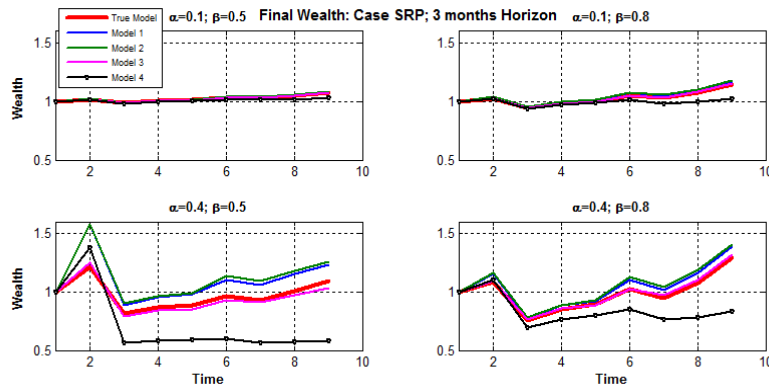 Final Wealth: Case SRP; 3 months Horizon
α=0.1; β=0.5
α=0.1; β=0.8
True Model
Model 1
Model 2
Model 3
Model 4
Wealth
1.5
1
0.5
2 4 6 8 10
1.5
1
0.5
2 4 6 8 10
α=0.4; β=0.5
α=0.4; β=0.8
Wealth
1.5
1
0.5
2 4 6 8 10
Time
Wealth
1.5
1
0.5
2 4 6 8 10
Time